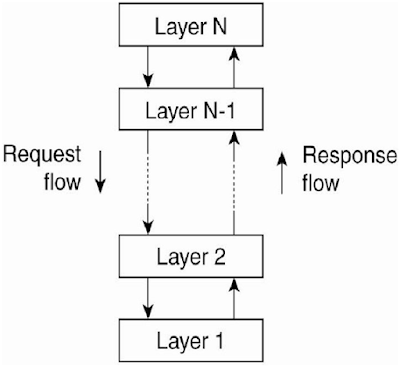 Layer N
Layer N-1
Request
flow
Response
flow
Layer 2
Layer 1